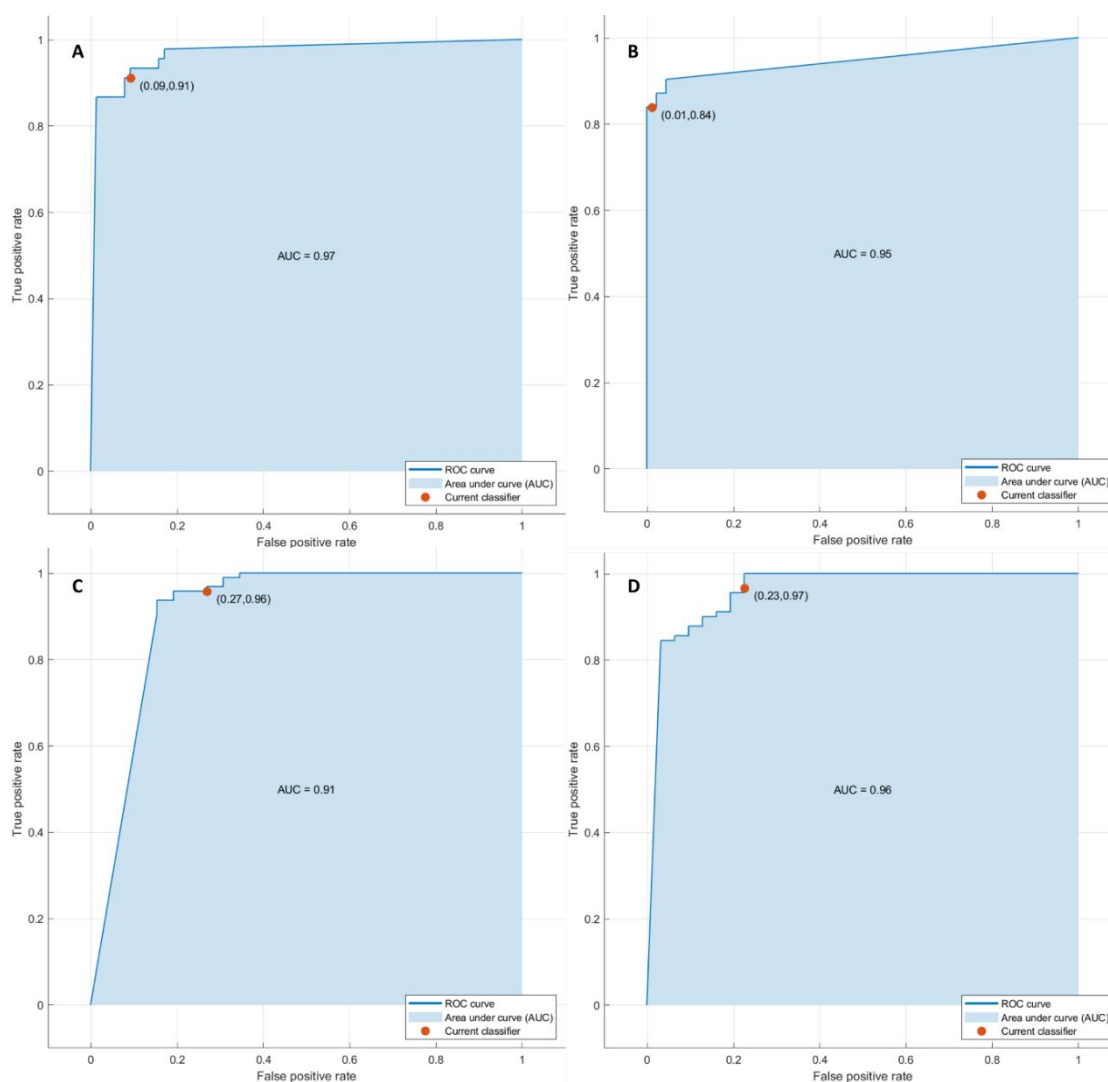 A
1
0.8
0.6
0.4
0.2
0
True positive rate
(0.09,0.91)
AUC = 0.97
ROC curve
Area under curve (AUC)
Current classifier
0 0.2 0.4 0.6 0.8 1
False positive rate
B
1
0.8
0.6
0.4
0.2
0
True positive rate
(0.01,0.84)
AUC = 0.95
ROC curve
Area under curve (AUC)
Current classifier
0 0.2 0.4 0.6 0.8 1
False positive rate
C
1
0.8
0.6
0.4
0.2
0
True positive rate
(0.27,0.96)
AUC = 0.91
ROC curve
Area under curve (AUC)
Current classifier
0 0.2 0.4 0.6 0.8 1
False positive rate
D
1
0.8
0.6
0.4
0.2
0
True positive rate
(0.23,0.97)
AUC = 0.96
ROC curve
Area under curve (AUC)
Current classifier
0 0.2 0.4 0.6 0.8 1
False positive rate